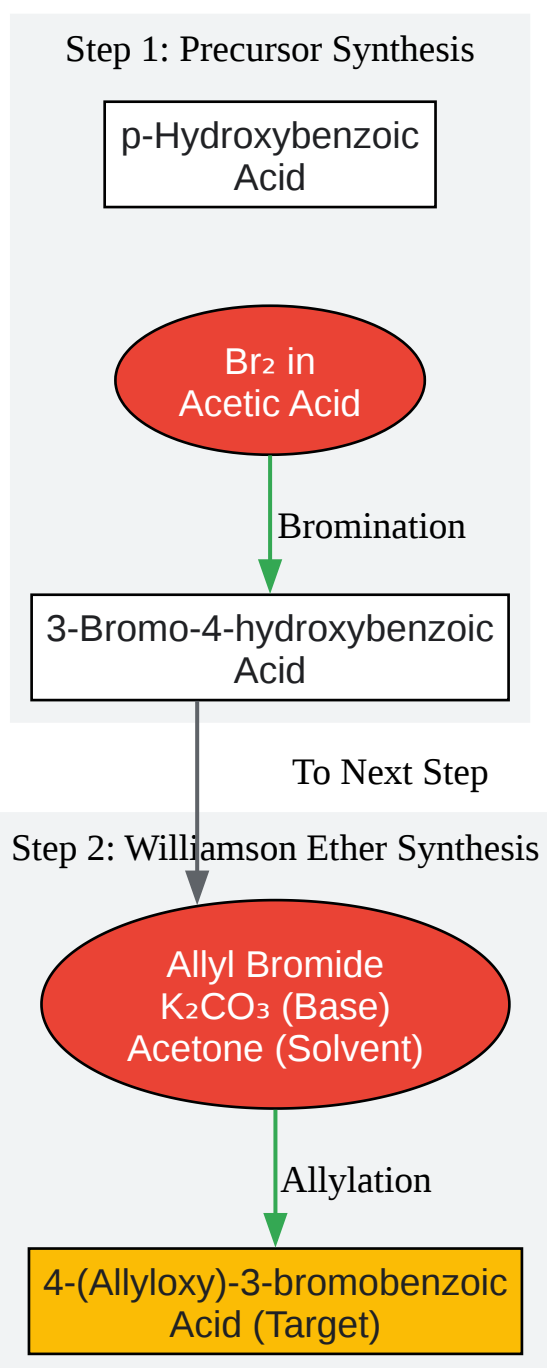 Step 1: Precursor Synthesis
p-Hydroxybenzoic
Acid
Br₂ in
Acetic Acid
Bromination
3-Bromo-4-hydroxybenzoic
Acid
To Next Step
Step 2: Williamson Ether Synthesis
Allyl Bromide
K₂CO₃ (Base)
Acetone (Solvent)
Allylation
4-(Allyloxy)-3-bromobenzoic
Acid (Target)